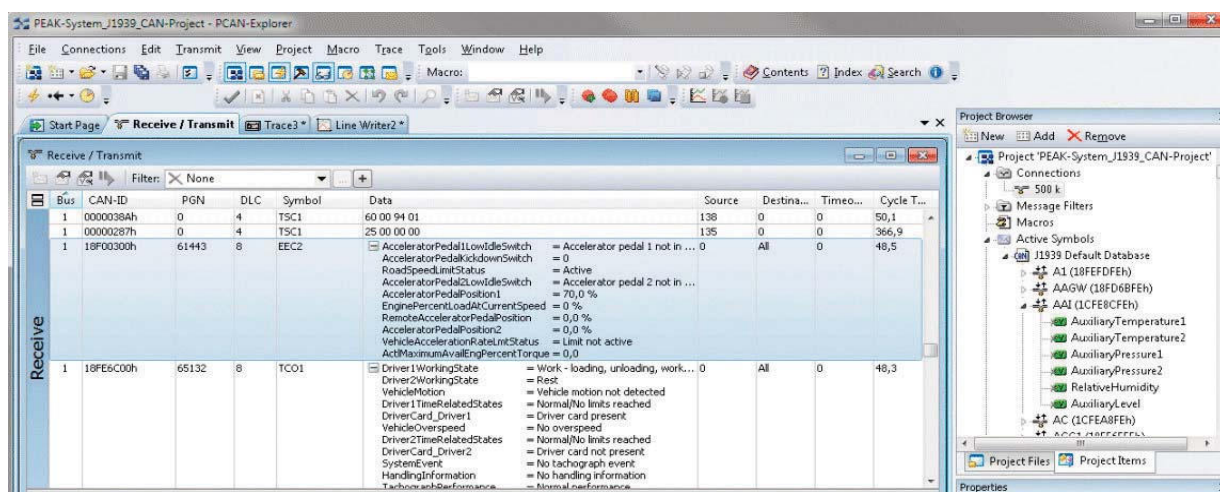 PEAK-System_J1939_CAN-Project - PCAN-Explorer
File Connections Edit Transmit View Project Macro Trace Tools Window Help
Macro: Contents Index Search
Start Page Receive / Transmit Trace3 * Line Writer2 *
Receive / Transmit
Filter: None
Bus CAN-ID PGN DLC Symbol Data Source Destina... Timeo... Cycle T...
1 0000038Ah 0 4 TSC1 60 00 94 01 138 0 0 50,1
1 00000287h 0 4 TSC1 25 00 00 00 135 0 0 366,9
1 18F00300h 61443 8 EEC2 AcceleratorPedal1LowIdleSwitch = Accelerator pedal 1 not in ... 0 All 0 48,5
AcceleratorPedalKickdownSwitch = 0
RoadSpeedLimitStatus = Active
AcceleratorPedal2LowIdleSwitch = Accelerator pedal 2 not in ...
AcceleratorPedalPosition1 = 70,0 %
EnginePercentLoadAtCurrentSpeed = 0 %
RemoteAcceleratorPedalPosition = 0,0 %
AcceleratorPedalPosition2 = 0,0 %
VehicleAccelerationRateLmtStatus = Limit not active
ActlMaximumAvailEngPercentTorque = 0,0
1 18FE6C00h 65132 8 TCO1 Driver1WorkingState = Work - loading, unloading, work... 0 All 0 48,3
Driver2WorkingState = Rest
VehicleMotion = Vehicle motion not detected
Driver1TimeRelatedStates = Normal/No limits reached
DriverCard_Driver1 = Driver card present
VehicleOverspeed = No overspeed
Driver2TimeRelatedStates = Normal/No limits reached
DriverCard_Driver2 = Driver card not present
SystemEvent = No tachograph event
HandlingInformation = No handling information
TachographPerformance = Normal performance
Receive
Project Browser
New Add Remove
Project 'PEAK-System_J1939_CAN-Project'
Connections
500 k
Message Filters
Macros
Active Symbols
J1939 Default Database
A1 (18FEFDFEh)
AAGW (18FD6BFEh)
AAI (1CFE8CFEh)
AuxiliaryTemperature1
AuxiliaryTemperature2
AuxiliaryPressure1
AuxiliaryPressure2
RelativeHumidity
AuxiliaryLevel
AC (1CFEA8FEh)
Project Files Project Items
Properties